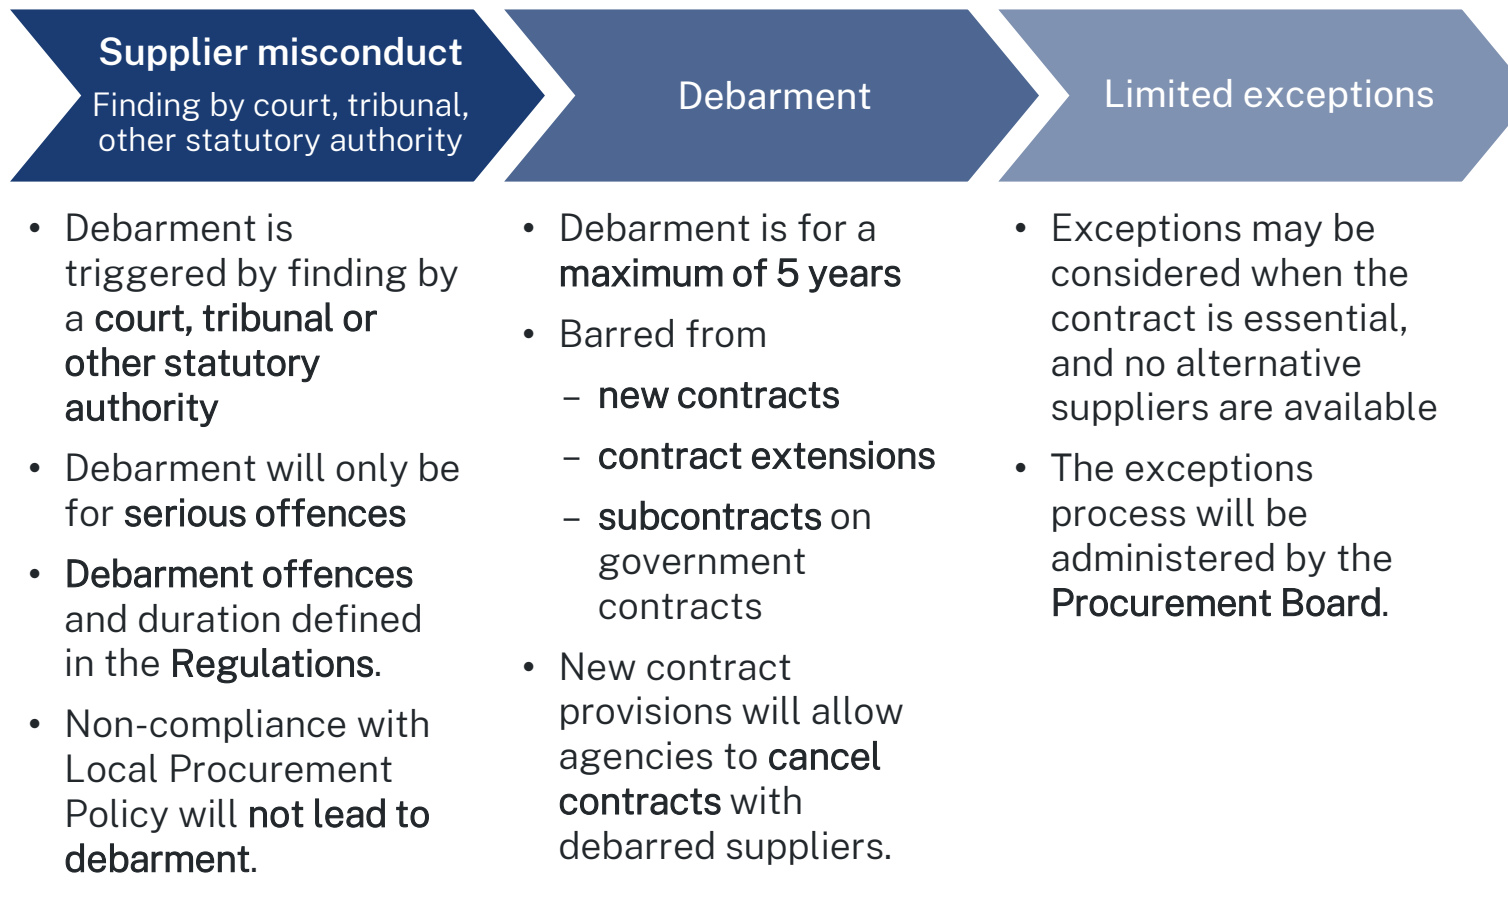 Supplier misconduct
Finding by court, tribunal,
other statutory authority
• Debarment is
triggered by finding by
a court, tribunal or
other statutory
authority
• Debarment will only be
for serious offences
• Debarment offences
and duration defined
in the Regulations.
• Non-compliance with
Local Procurement
Policy will not lead to
debarment.
Debarment
• Debarment is for a
maximum of 5 years
• Barred from
– new contracts
– contract extensions
– subcontracts on
government
contracts
• New contract
provisions will allow
agencies to cancel
contracts with
debarred suppliers.
Limited exceptions
• Exceptions may be
considered when the
contract is essential,
and no alternative
suppliers are available
• The exceptions
process will be
administered by the
Procurement Board.